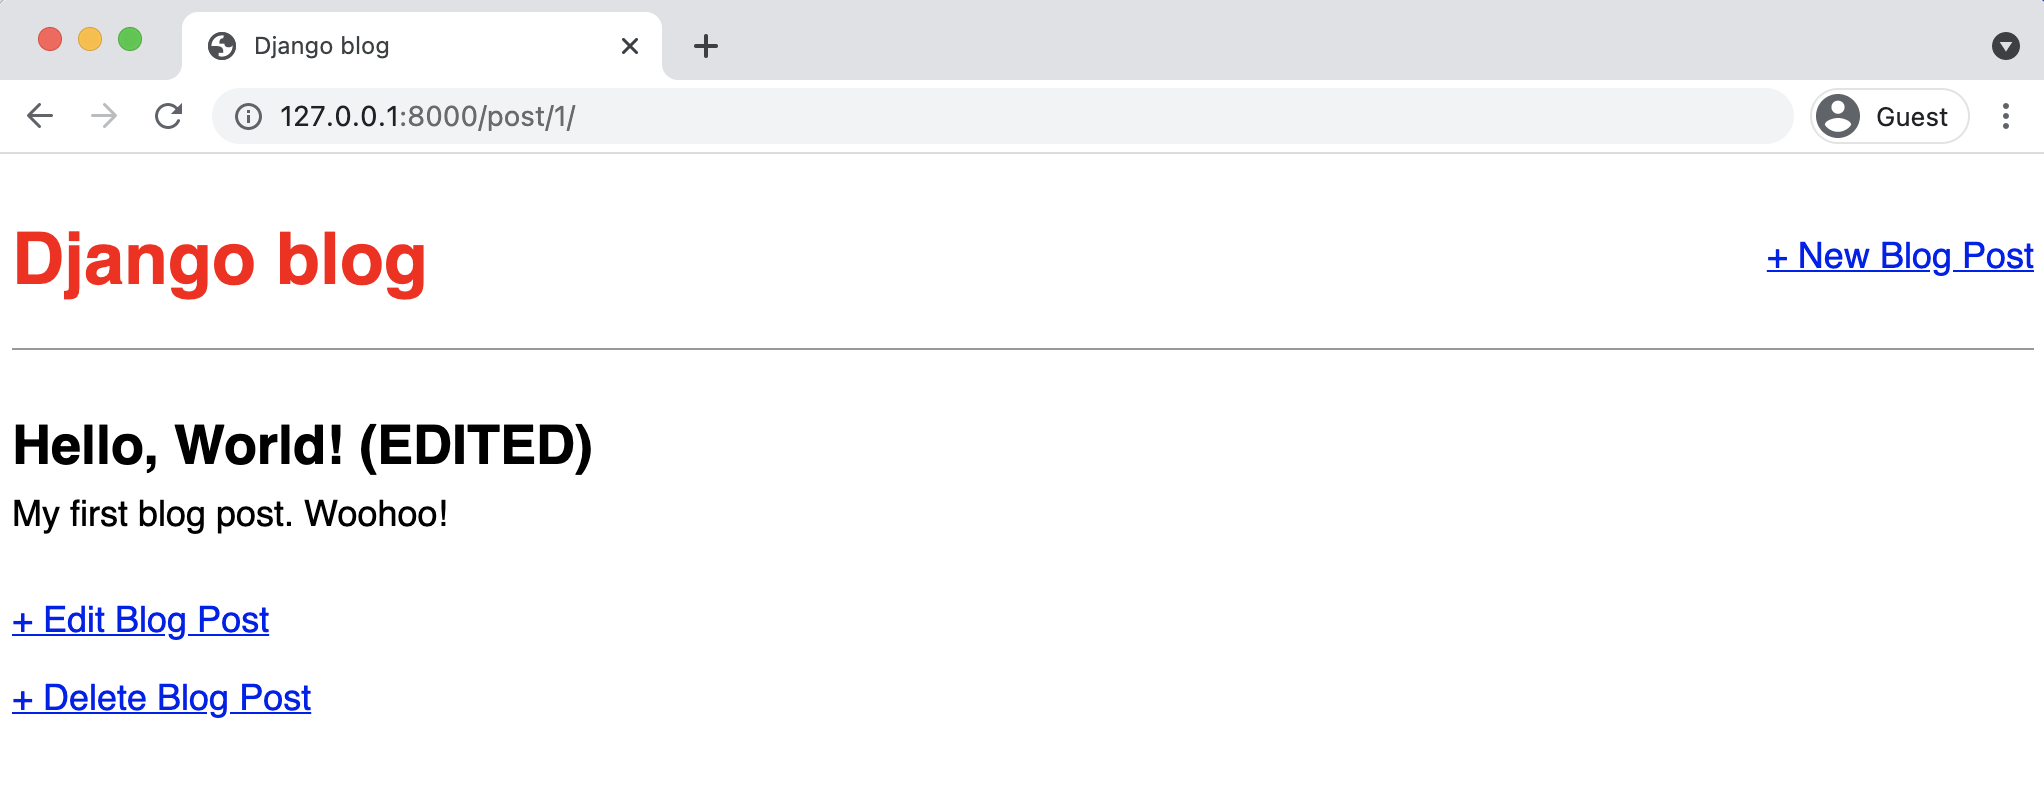 Django blog
127.0.0.1:8000/post/1/
Guest
Django blog
+ New Blog Post
Hello, World! (EDITED)
My first blog post. Woohoo!
+ Edit Blog Post
+ Delete Blog Post